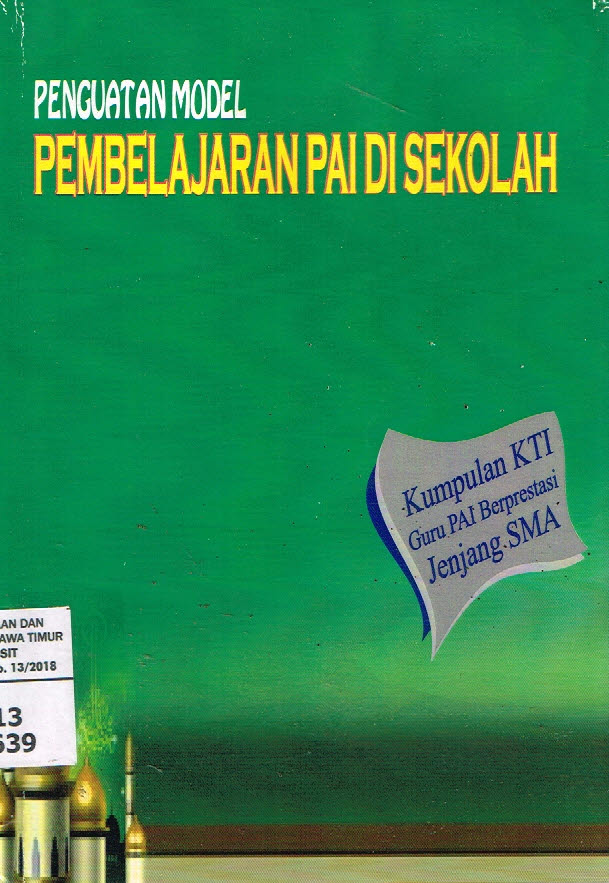 PENGUATAN MODEL
PEMBELAJARAN PAI DI SEKOLAH
Kumpulan KTI
Guru PAI Berprestasi
Jenjang SMA
AN DAN
AWA TIMUR
SIT
. 13/2018
13
639